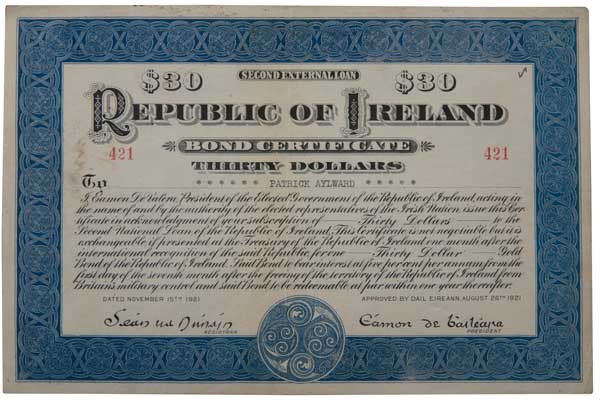 $30 SECOND EXTERNAL LOAN $30
REPUBLIC OF IRELAND
421 BOND CERTIFICATE 421
THIRTY DOLLARS
To PATRICK AYLWARD
I, Eamon De Valera, President of the Elected Government of the Republic of Ireland, acting in
the name of and by the authority of the elected representatives of the Irish Nation, issue this Cer-
tificate in acknowledgment of your subscription of Thirty Dollars to the
Second National Loan of the Republic of Ireland. This Certificate is not negotiable but it is
exchangeable if presented at the Treasury of the Republic of Ireland one month after the
international recognition of the said Republic for one Thirty Dollar Gold
Bond of the Republic of Ireland. Said Bond to bear interest at five per cent per annum from the
first day of the seventh month after the freeing of the territory of the Republic of Ireland from
Britain's military control and said Bond to be redeemable at par within one year thereafter.
DATED NOVEMBER 15TH 1921 APPROVED BY DAIL EIREANN, AUGUST 26TH 1921
Eamon de
REGISTRAR PRESIDENT